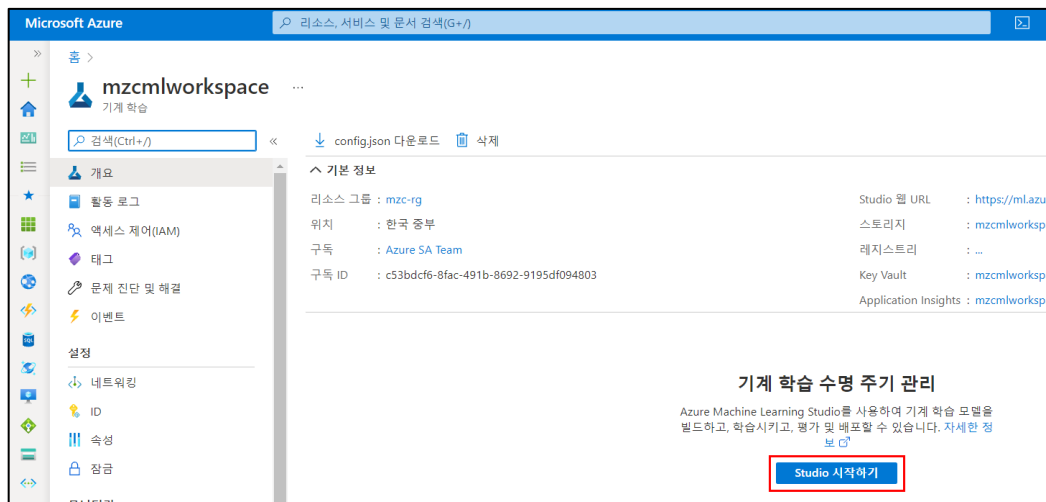 Microsoft Azure
리소스, 서비스 및 문서 검색(G+/)
홈 >
mzcmlworkspace ...
기계 학습
검색(Ctrl+/)
config.json 다운로드 삭제
개요
활동 로그
액세스 제어(IAM)
태그
문제 진단 및 해결
이벤트
설정
네트워킹
ID
속성
잠금
기본 정보
리소스 그룹 : mzc-rg
위치 : 한국 중부
구독 : Azure SA Team
구독 ID : c53bdcf6-8fac-491b-8692-9195df094803
Studio 웹 URL : https://ml.azu
스토리지 : mzcmlworksp
레지스트리 : ...
Key Vault : mzcmlworksp
Application Insights : mzcmlworksp
기계 학습 수명 주기 관리
Azure Machine Learning Studio를 사용하여 기계 학습 모델을
빌드하고, 학습시키고, 평가 및 배포할 수 있습니다. 자세한 정
보
Studio 시작하기